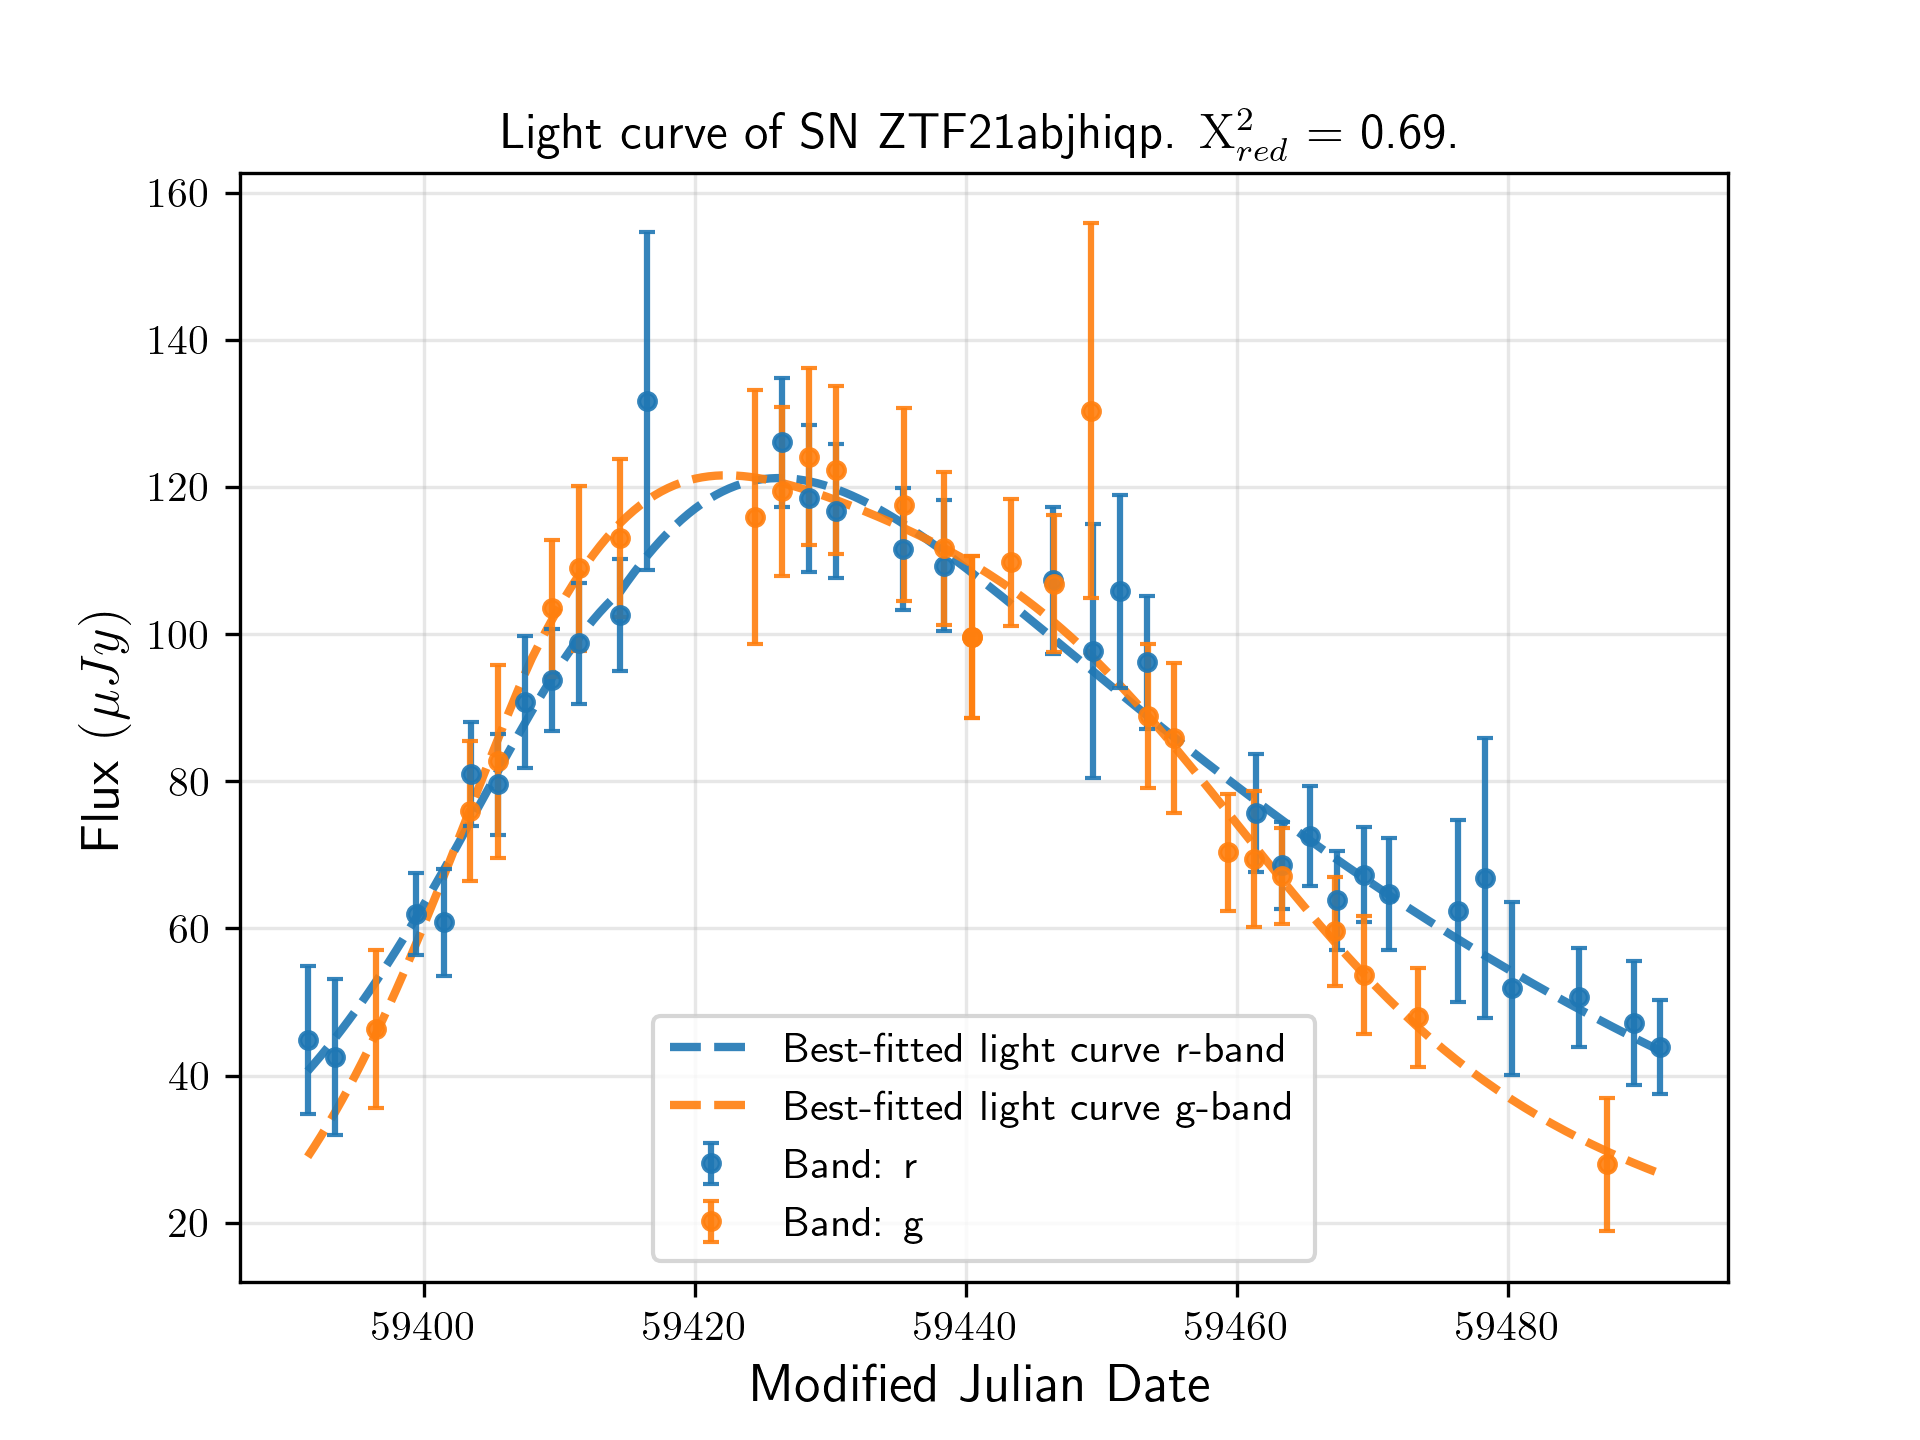 Light curve of SN ZTF21abjhiqp. X²_red = 0.69.
160
140
120
100
80
60
40
20
Flux (μJy)
Best-fitted light curve r-band
Best-fitted light curve g-band
Band: r
Band: g
59400 59420 59440 59460 59480
Modified Julian Date